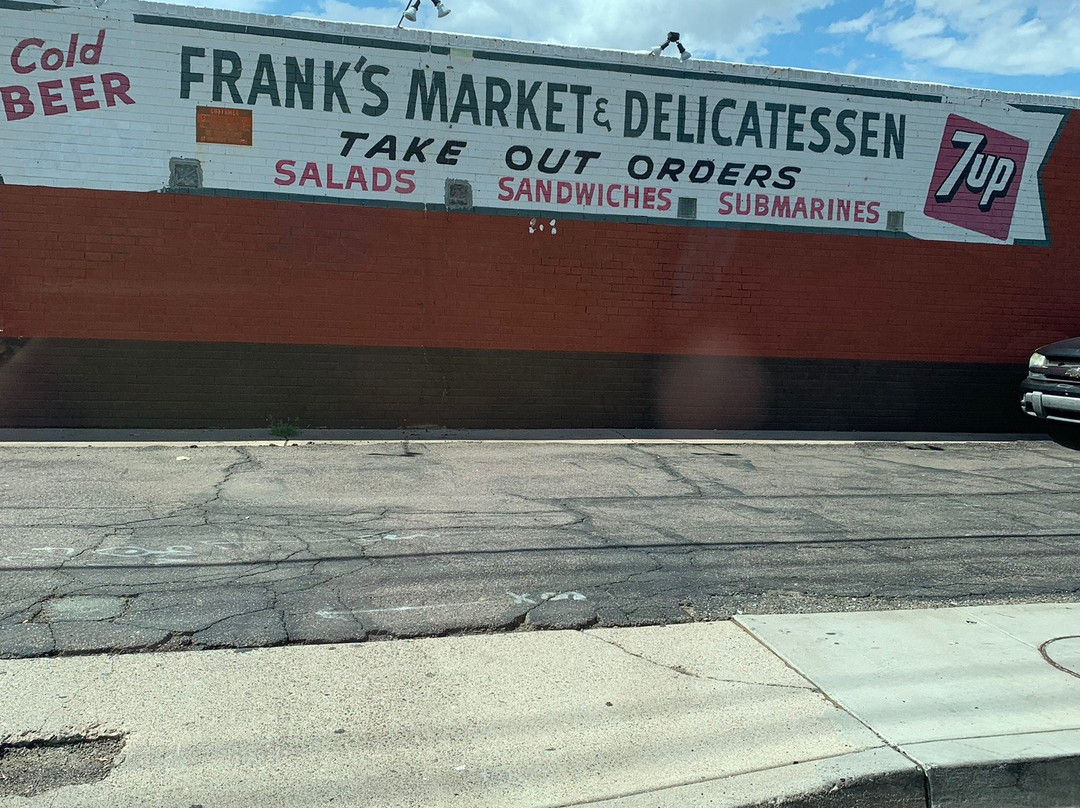 Cold
BEER
FRANK'S MARKET & DELICATESSEN
TAKE OUT ORDERS
SALADS SANDWICHES SUBMARINES
7up